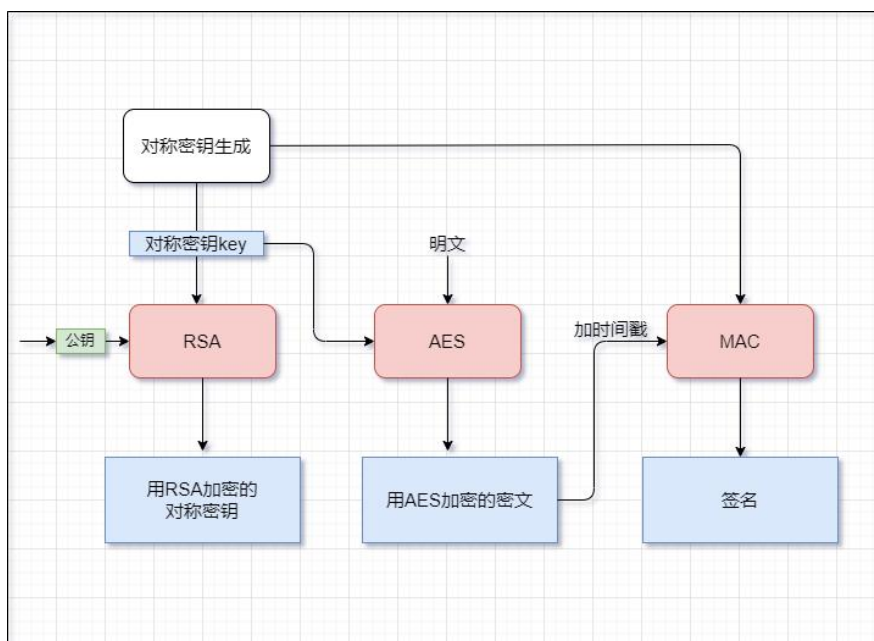 对称密钥生成
对称密钥key
明文
公钥
RSA
AES
加时间戳
MAC
用RSA加密的
对称密钥
用AES加密的密文
签名